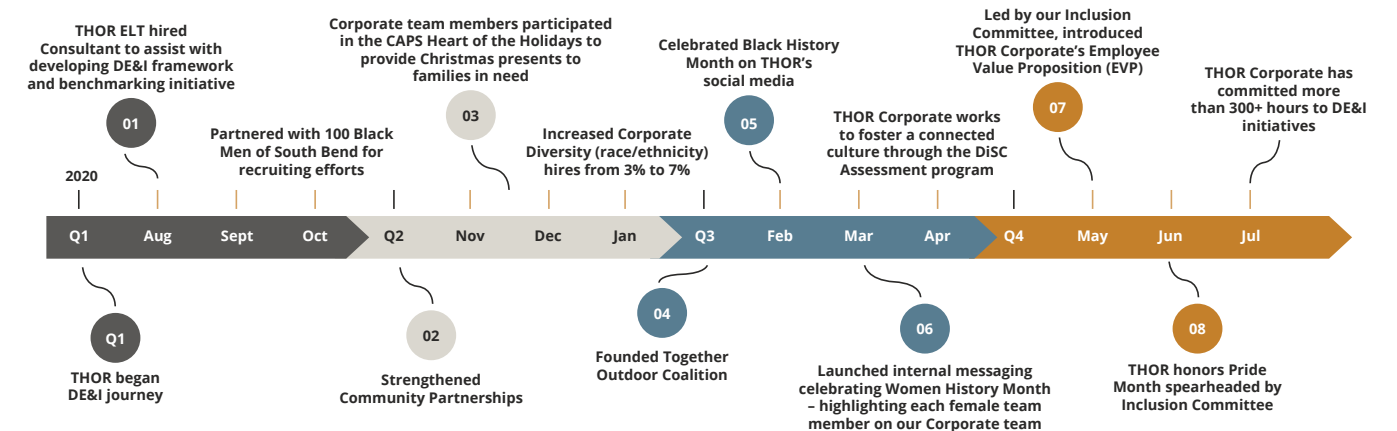 THOR ELT hired
Consultant to assist with
developing DE&I framework
and benchmarking initiative
01
Partnered with 100 Black
Men of South Bend for
recruiting efforts
Corporate team members participated
in the CAPS Heart of the Holidays to
provide Christmas presents to
families in need
03
Increased Corporate
Diversity (race/ethnicity)
hires from 3% to 7%
Celebrated Black History
Month on THOR’s
social media
05
THOR Corporate works
to foster a connected
culture through the DiSC
Assessment program
Led by our Inclusion
Committee, introduced
THOR Corporate’s Employee
Value Proposition (EVP)
07
THOR Corporate has
committed more
than 300+ hours to DE&I
initiatives
2020
Q1 Aug Sept Oct Q2 Nov Dec Jan Q3 Feb Mar Apr Q4 May Jun Jul
Q1
THOR began
DE&I journey
02
Strengthened
Community Partnerships
04
Founded Together
Outdoor Coalition
06
Launched internal messaging
celebrating Women History Month
– highlighting each female team
member on our Corporate team
08
THOR honors Pride
Month spearheaded by
Inclusion Committee